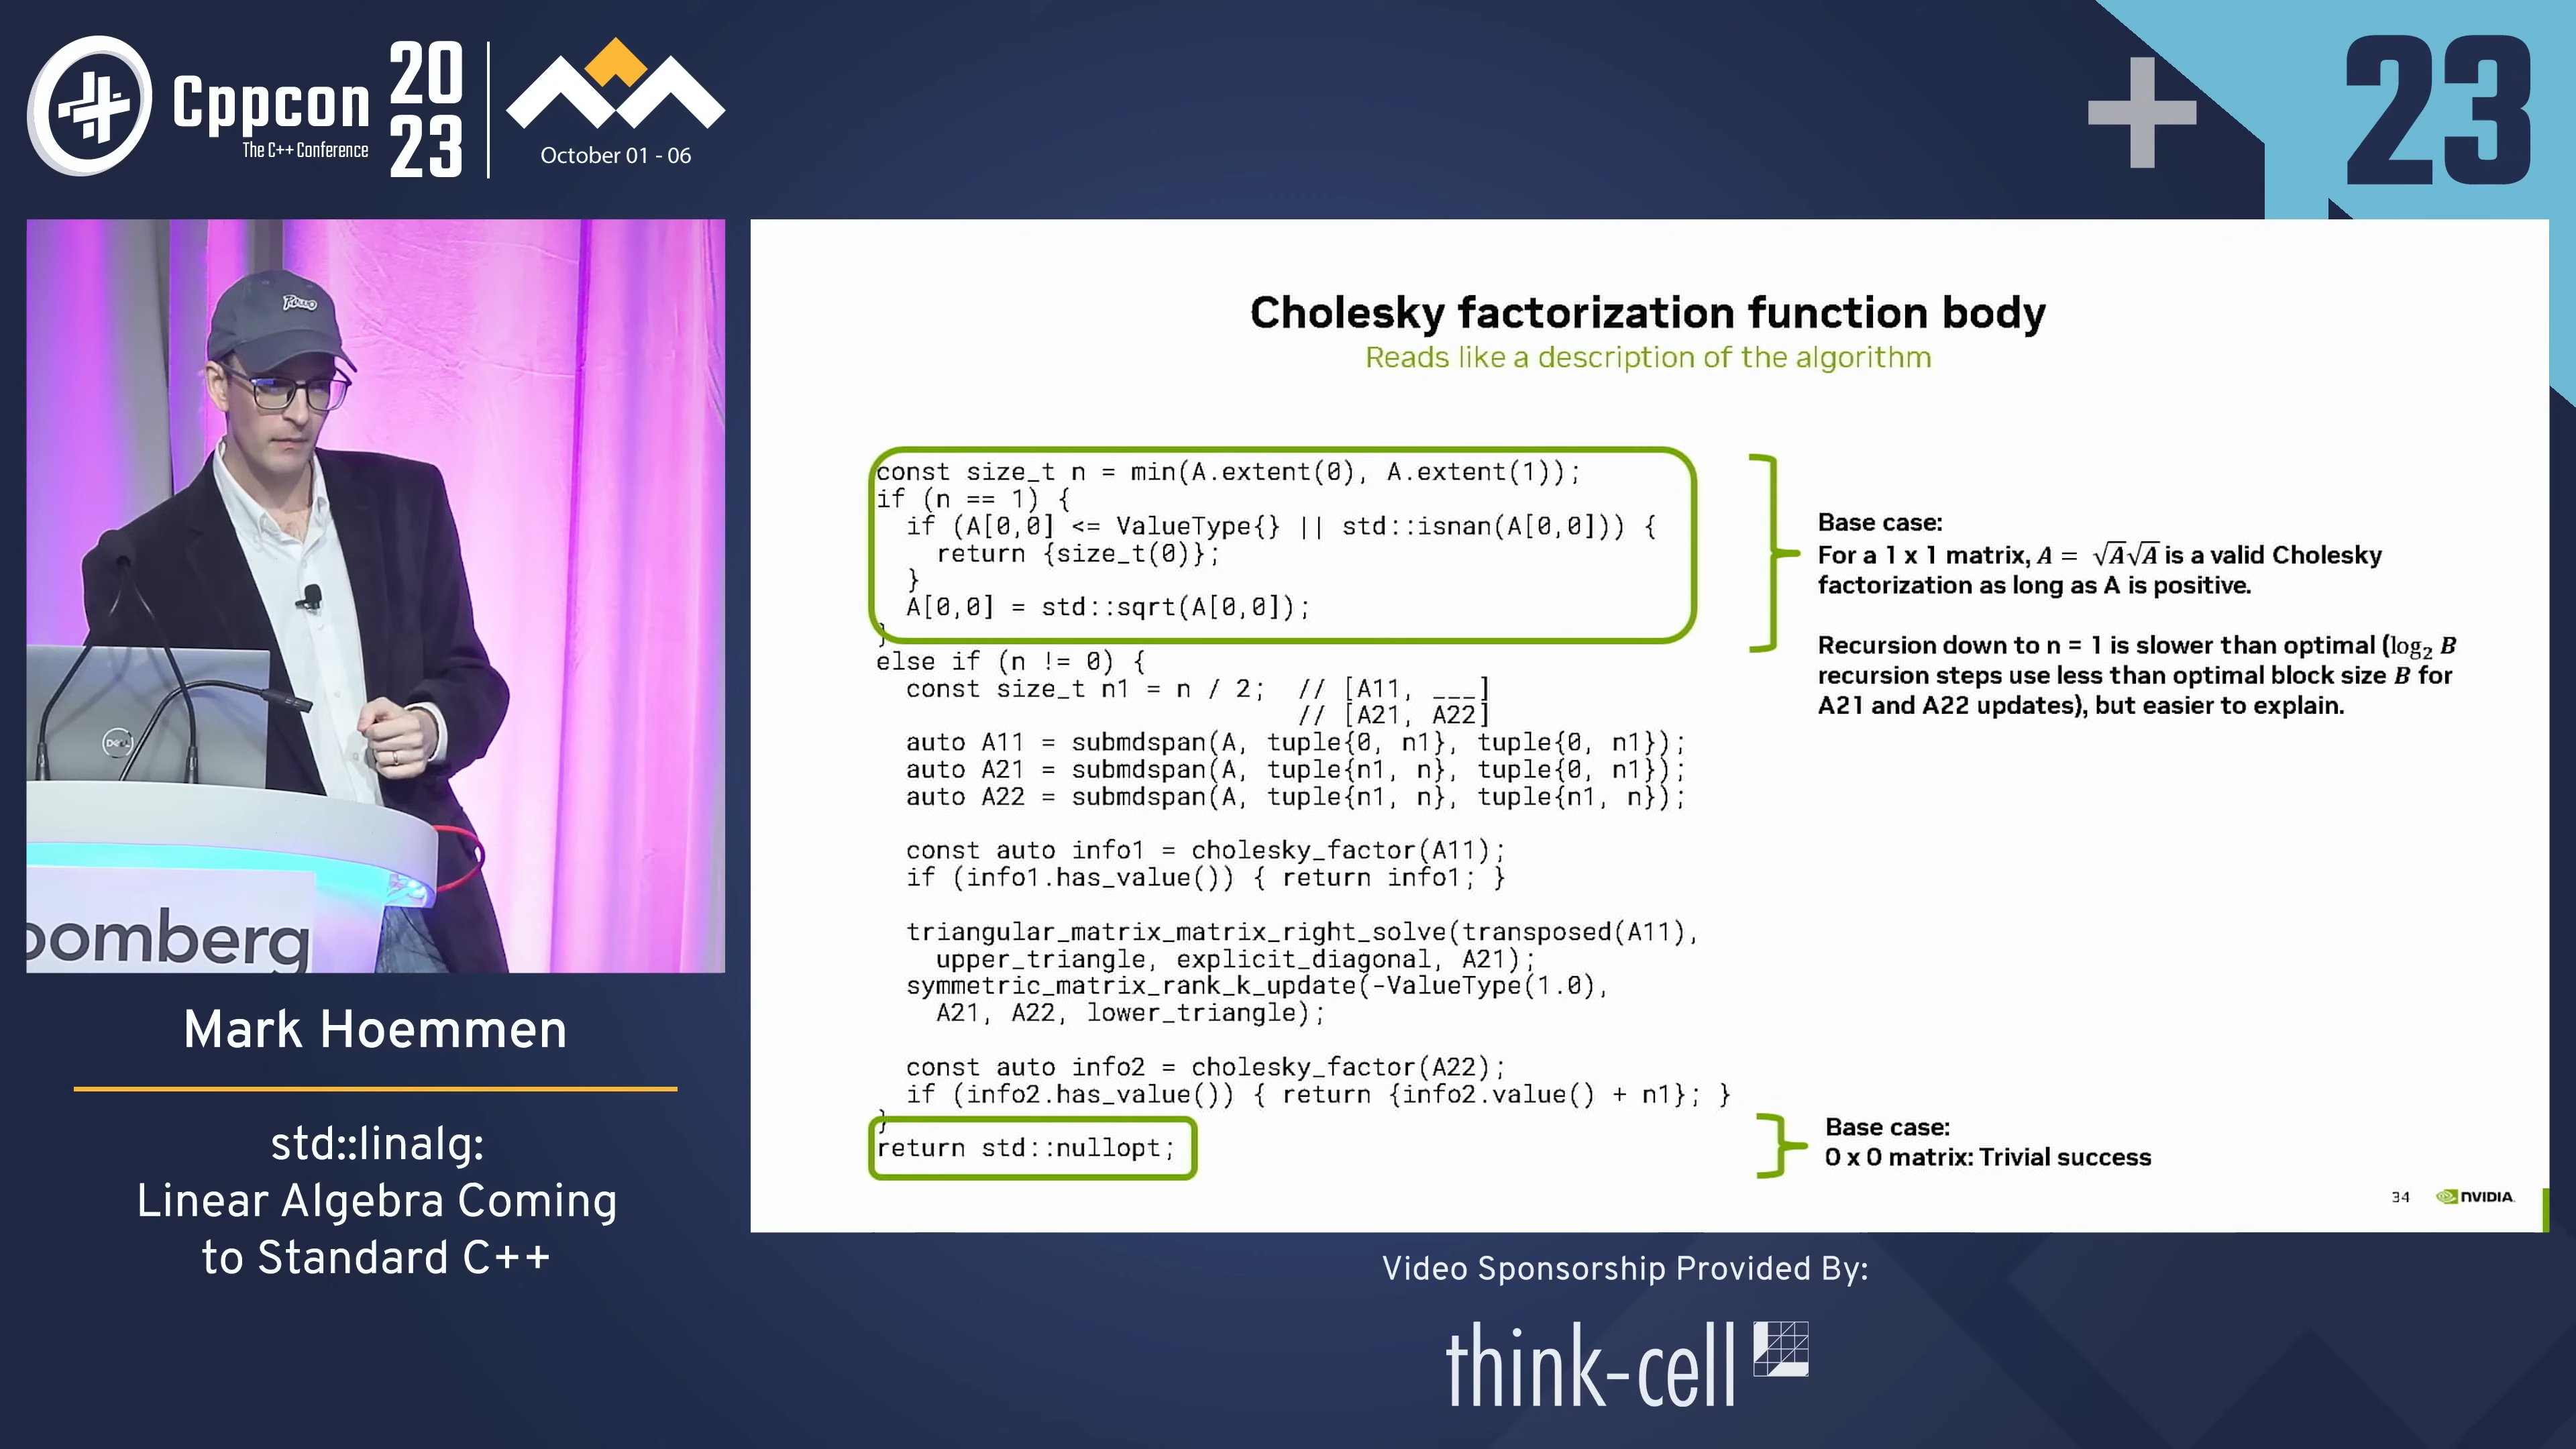 Cppcon
The C++ Conference
20
23
October 01 - 06
23
Cholesky factorization function body
Reads like a description of the algorithm
const size_t n = min(A.extent(0), A.extent(1));
if (n == 1) {
  if (A[0,0] <= ValueType{} || std::isnan(A[0,0])) {
    return {size_t(0)};
  }
  A[0,0] = std::sqrt(A[0,0]);
}
else if (n != 0) {
  const size_t n1 = n / 2;  // [A11, ___]
                            // [A21, A22]
  auto A11 = submdspan(A, tuple{0, n1}, tuple{0, n1});
  auto A21 = submdspan(A, tuple{n1, n}, tuple{0, n1});
  auto A22 = submdspan(A, tuple{n1, n}, tuple{n1, n});
  const auto info1 = cholesky_factor(A11);
  if (info1.has_value()) { return info1; }
  triangular_matrix_matrix_right_solve(transposed(A11),
    upper_triangle, explicit_diagonal, A21);
  symmetric_matrix_rank_k_update(-ValueType(1.0),
    A21, A22, lower_triangle);
  const auto info2 = cholesky_factor(A22);
  if (info2.has_value()) { return {info2.value() + n1}; }
}
return std::nullopt;
Base case:
For a 1 x 1 matrix, A = √A√A is a valid Cholesky
factorization as long as A is positive.
Recursion down to n = 1 is slower than optimal (log₂ B
recursion steps use less than optimal block size B for
A21 and A22 updates), but easier to explain.
Base case:
0 x 0 matrix: Trivial success
34
NVIDIA
DELL
oomberg
Mark Hoemmen
std::linalg:
Linear Algebra Coming
to Standard C++
Video Sponsorship Provided By:
think-cell